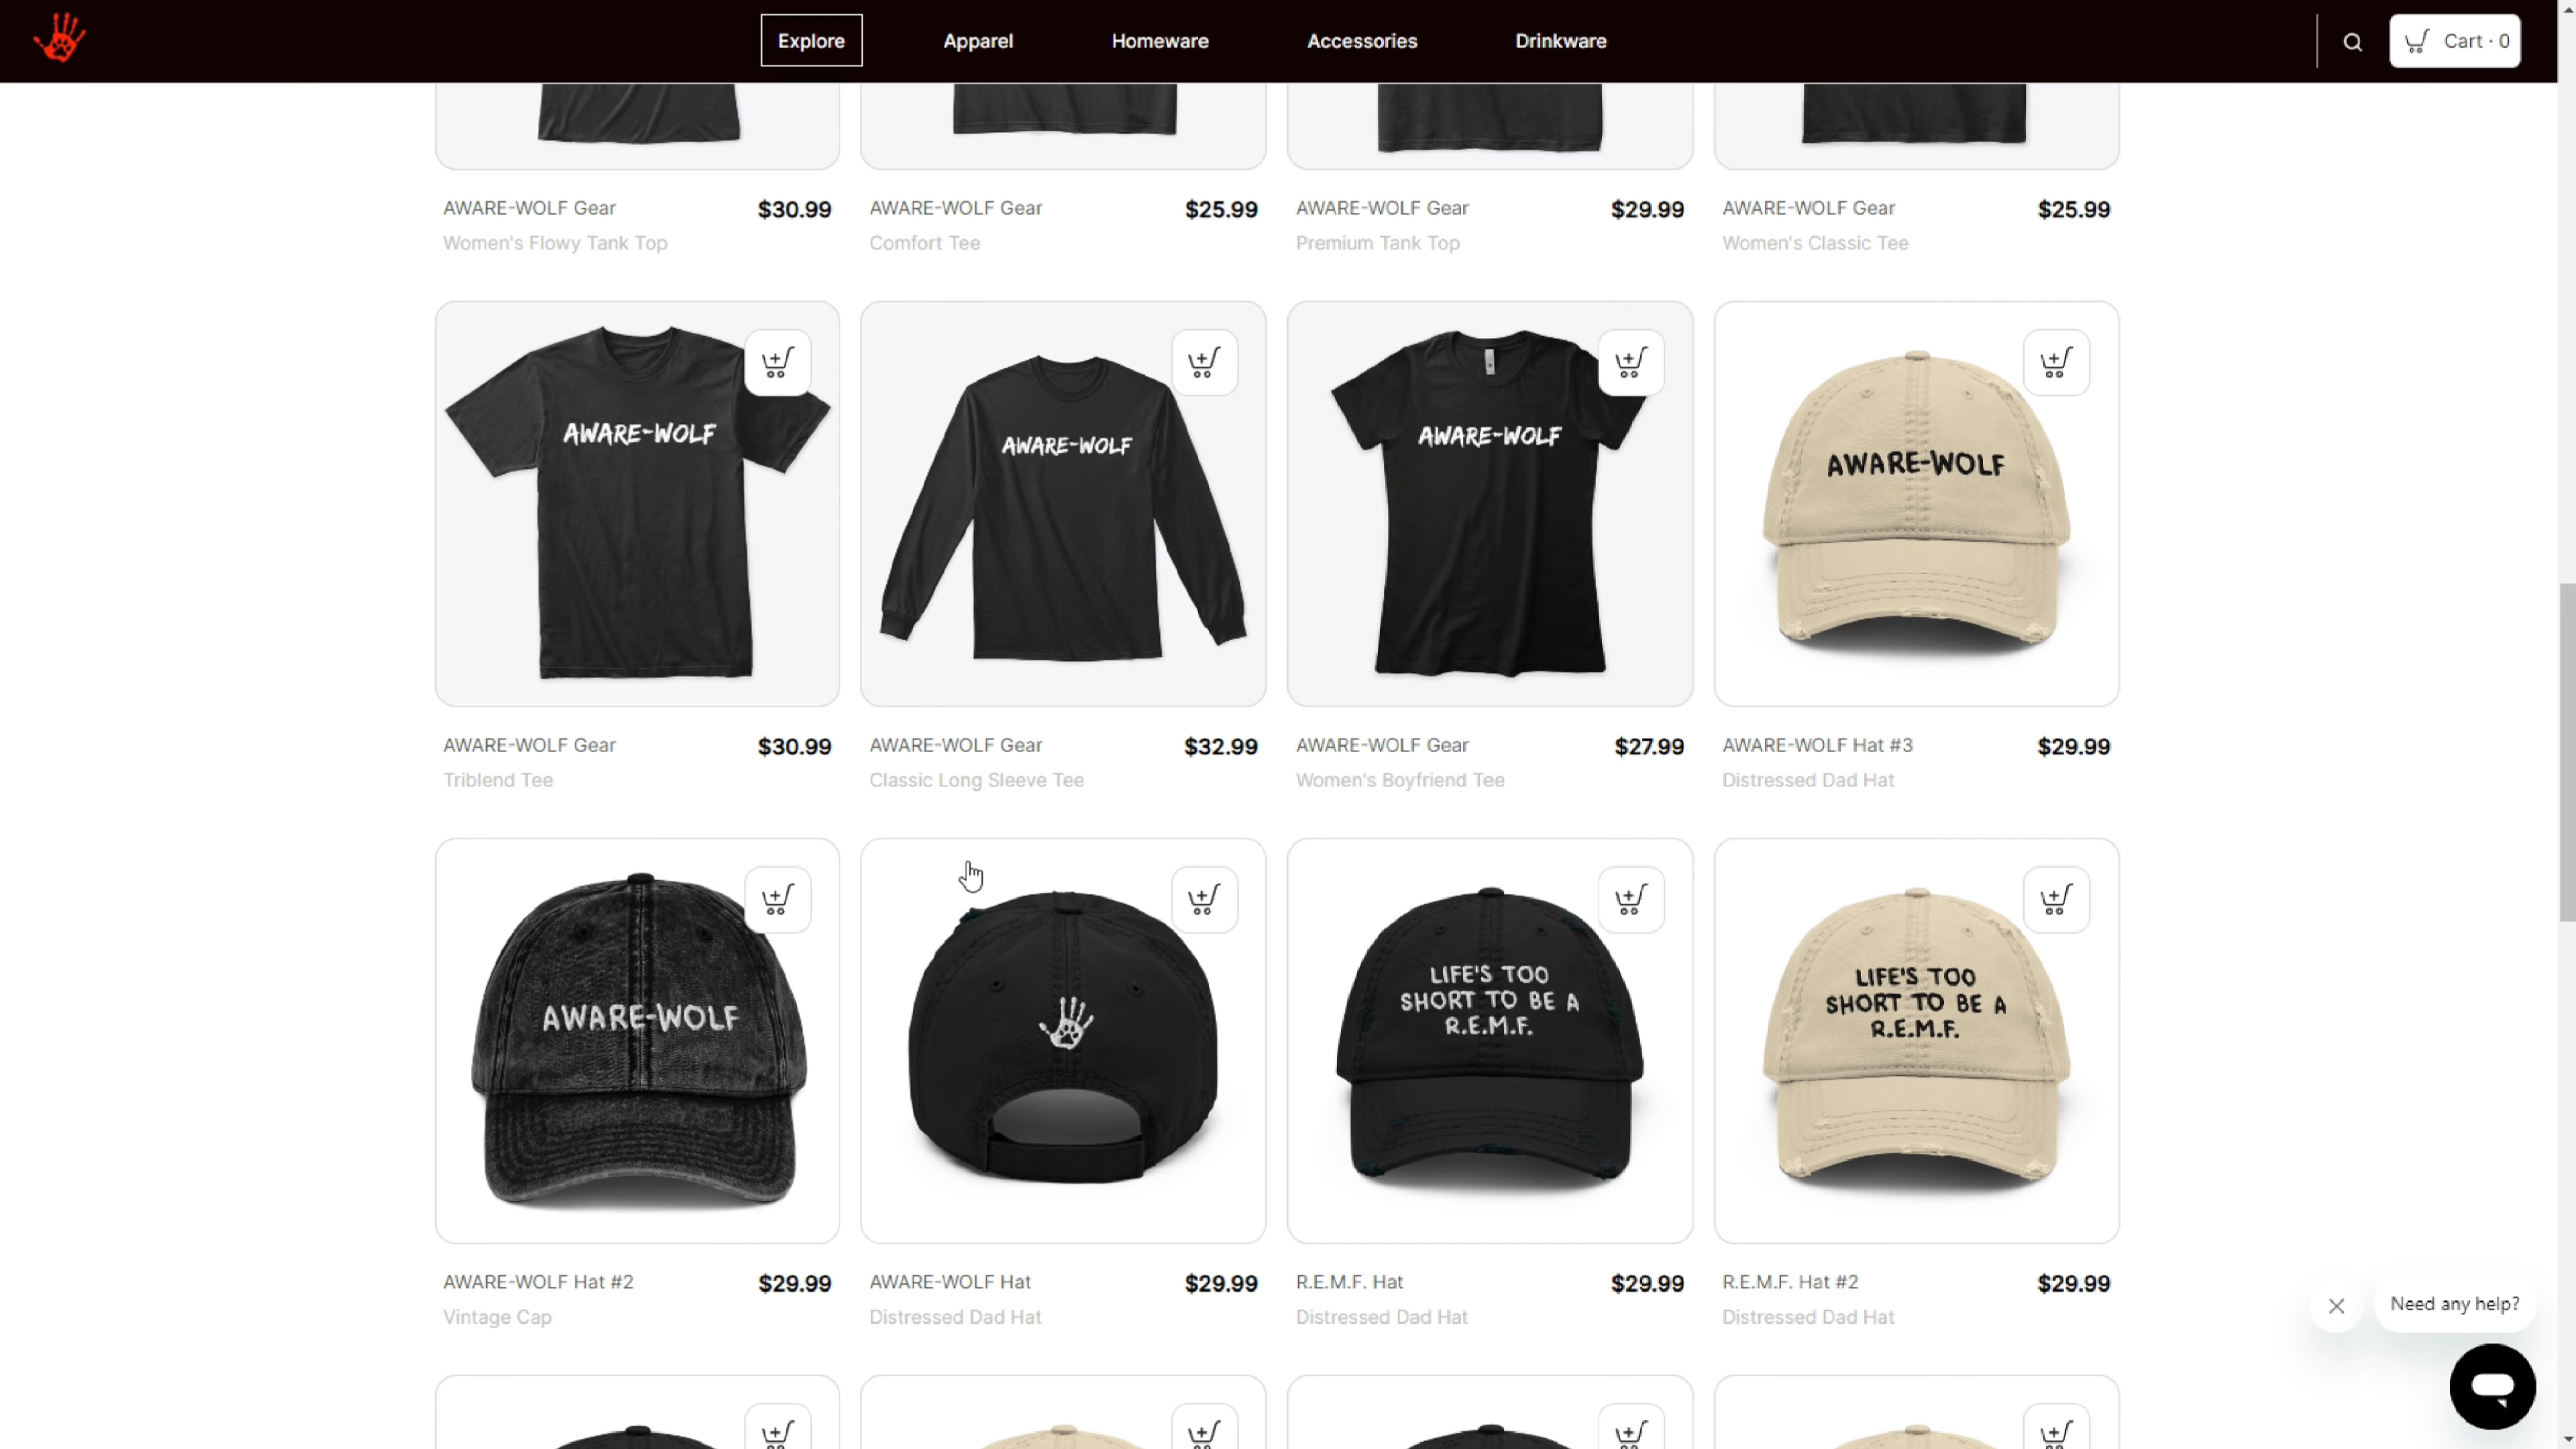 Explore
Apparel
Homeware
Accessories
Drinkware
Cart · 0
AWARE-WOLF Gear $30.99
Women's Flowy Tank Top
AWARE-WOLF Gear $25.99
Comfort Tee
AWARE-WOLF Gear $29.99
Premium Tank Top
AWARE-WOLF Gear $25.99
Women's Classic Tee
AWARE-WOLF
AWARE-WOLF
AWARE-WOLF
AWARE-WOLF
AWARE-WOLF Gear $30.99
Triblend Tee
AWARE-WOLF Gear $32.99
Classic Long Sleeve Tee
AWARE-WOLF Gear $27.99
Women's Boyfriend Tee
AWARE-WOLF Hat #3 $29.99
Distressed Dad Hat
AWARE-WOLF
LIFE'S TOO
SHORT TO BE A
R.E.M.F.
LIFE'S TOO
SHORT TO BE A
R.E.M.F.
AWARE-WOLF Hat #2 $29.99
Vintage Cap
AWARE-WOLF Hat $29.99
Distressed Dad Hat
R.E.M.F. Hat $29.99
Distressed Dad Hat
R.E.M.F. Hat #2 $29.99
Distressed Dad Hat
Need any help?